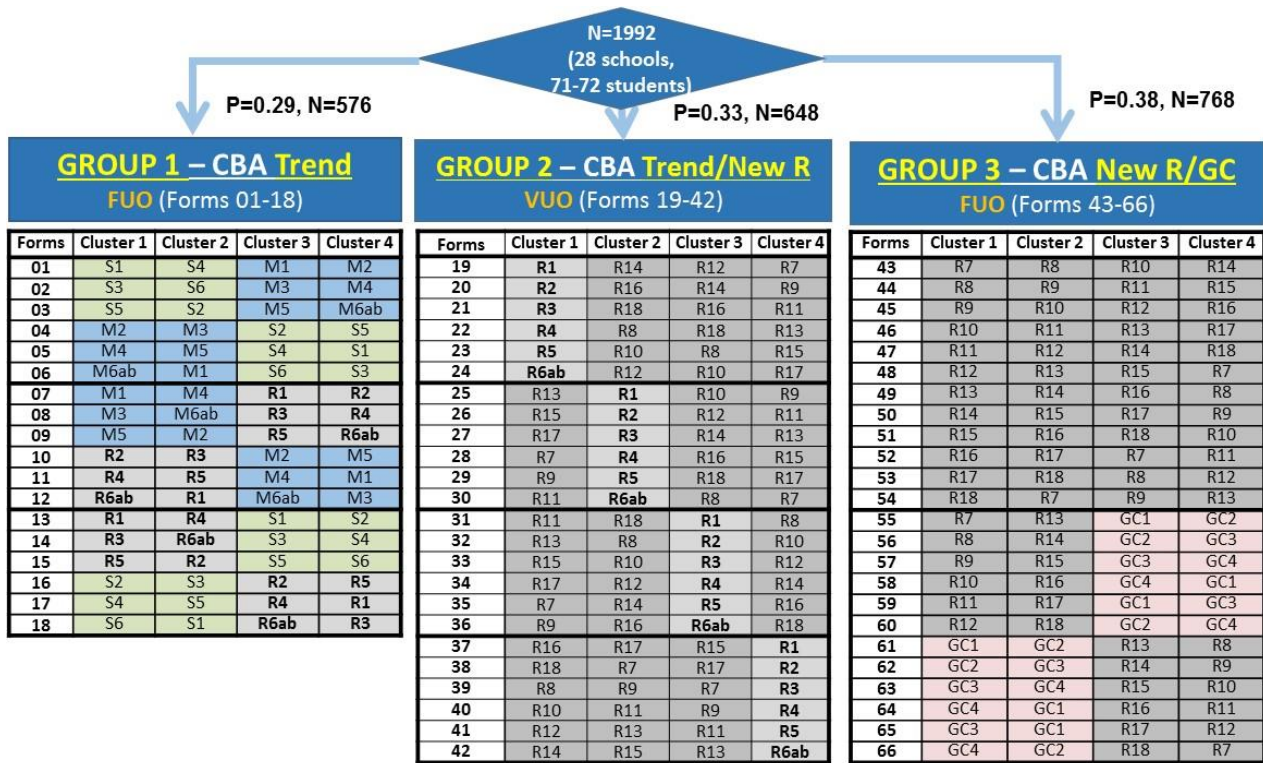 N=1992
(28 schools,
71-72 students)
P=0.29, N=576
P=0.33, N=648
P=0.38, N=768
GROUP 1 – CBA Trend
FUO (Forms 01-18)
Forms Cluster 1 Cluster 2 Cluster 3 Cluster 4
01 S1 S4 M1 M2
02 S3 S6 M3 M4
03 S5 S2 M5 M6ab
04 M2 M3 S2 S5
05 M4 M5 S4 S1
06 M6ab M1 S6 S3
07 M1 M4 R1 R2
08 M3 M6ab R3 R4
09 M5 M2 R5 R6ab
10 R2 R3 M2 M5
11 R4 R5 M4 M1
12 R6ab R1 M6ab M3
13 R1 R4 S1 S2
14 R3 R6ab S3 S4
15 R5 R2 S5 S6
16 S2 S3 R2 R5
17 S4 S5 R4 R1
18 S6 S1 R6ab R3
GROUP 2 – CBA Trend/New R
VUO (Forms 19-42)
Forms Cluster 1 Cluster 2 Cluster 3 Cluster 4
19 R1 R14 R12 R7
20 R2 R16 R14 R9
21 R3 R18 R16 R11
22 R4 R8 R18 R13
23 R5 R10 R8 R15
24 R6ab R12 R10 R17
25 R13 R1 R10 R9
26 R15 R2 R12 R11
27 R17 R3 R14 R13
28 R7 R4 R16 R15
29 R9 R5 R18 R17
30 R11 R6ab R8 R7
31 R11 R18 R1 R8
32 R13 R8 R2 R10
33 R15 R10 R3 R12
34 R17 R12 R4 R14
35 R7 R14 R5 R16
36 R9 R16 R6ab R18
37 R16 R17 R15 R1
38 R18 R7 R17 R2
39 R8 R9 R7 R3
40 R10 R11 R9 R4
41 R12 R13 R11 R5
42 R14 R15 R13 R6ab
GROUP 3 – CBA New R/GC
FUO (Forms 43-66)
Forms Cluster 1 Cluster 2 Cluster 3 Cluster 4
43 R7 R8 R10 R14
44 R8 R9 R11 R15
45 R9 R10 R12 R16
46 R10 R11 R13 R17
47 R11 R12 R14 R18
48 R12 R13 R15 R7
49 R13 R14 R16 R8
50 R14 R15 R17 R9
51 R15 R16 R18 R10
52 R16 R17 R7 R11
53 R17 R18 R8 R12
54 R18 R7 R9 R13
55 R7 R13 GC1 GC2
56 R8 R14 GC2 GC3
57 R9 R15 GC3 GC4
58 R10 R16 GC4 GC1
59 R11 R17 GC1 GC3
60 R12 R18 GC2 GC4
61 GC1 GC2 R13 R8
62 GC2 GC3 R14 R9
63 GC3 GC4 R15 R10
64 GC4 GC1 R16 R11
65 GC3 GC1 R17 R12
66 GC4 GC2 R18 R7